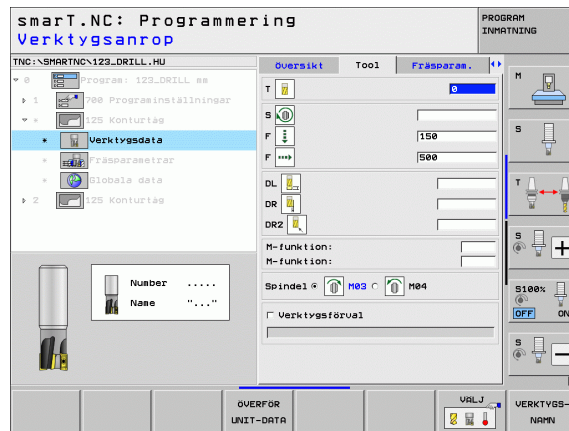 smarT.NC: Programmering
Verktygsanrop
PROGRAM
INMATNING
TNC:\SMARTNC\123_DRILL.HU
0 Program: 123_DRILL mm
1 700 Programinställningar
* 125 Konturtåg
* Verktygsdata
* Fräsparametrar
* Globala data
2 125 Konturtåg
Number .....
Name "..."
Översikt Tool Fräsparam.
T 0
S
F 150
F 500
DL
DR
DR2
M-funktion:
M-funktion:
Spindel M03 M04
Verktygsförval
M
S
T
S
S100%
OFF ON
S
ÖVERFÖR
UNIT-DATA
VÄLJ
VERKTYGS-
NAMN